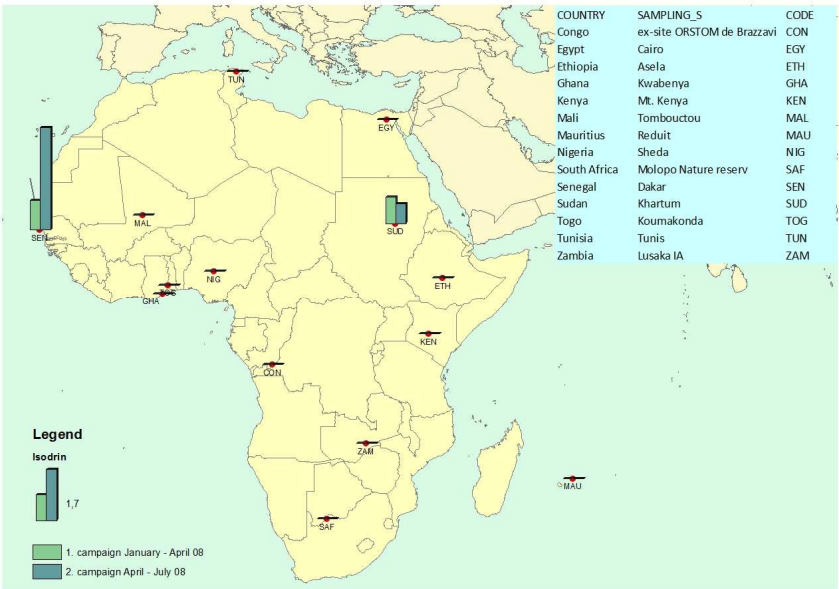 COUNTRY SAMPLING_S CODE
Congo ex-site ORSTOM de Brazzavi CON
Egypt Cairo EGY
Ethiopia Asela ETH
Ghana Kwabenya GHA
Kenya Mt. Kenya KEN
Mali Tombouctou MAL
Mauritius Reduit MAU
Nigeria Sheda NIG
South Africa Molopo Nature reserv SAF
Senegal Dakar SEN
Sudan Khartum SUD
Togo Koumakonda TOG
Tunisia Tunis TUN
Zambia Lusaka IA ZAM
TUN
EGY
MAL
SEN
SUD
NIG
ETH
GHA
KEN
CON
ZAM
MAU
SAF
Legend
Isodrin
1,7
1. campaign January - April 08
2. campaign April - July 08